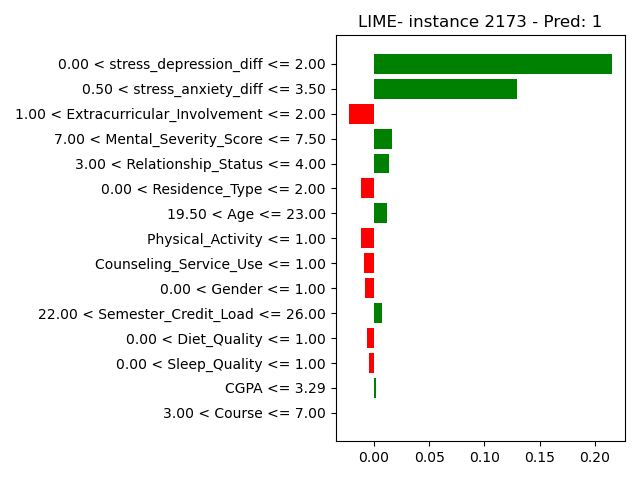 LIME- instance 2173 - Pred: 1
0.00 < stress_depression_diff <= 2.00
0.50 < stress_anxiety_diff <= 3.50
1.00 < Extracurricular_Involvement <= 2.00
7.00 < Mental_Severity_Score <= 7.50
3.00 < Relationship_Status <= 4.00
0.00 < Residence_Type <= 2.00
19.50 < Age <= 23.00
Physical_Activity <= 1.00
Counseling_Service_Use <= 1.00
0.00 < Gender <= 1.00
22.00 < Semester_Credit_Load <= 26.00
0.00 < Diet_Quality <= 1.00
0.00 < Sleep_Quality <= 1.00
CGPA <= 3.29
3.00 < Course <= 7.00
0.00 0.05 0.10 0.15 0.20